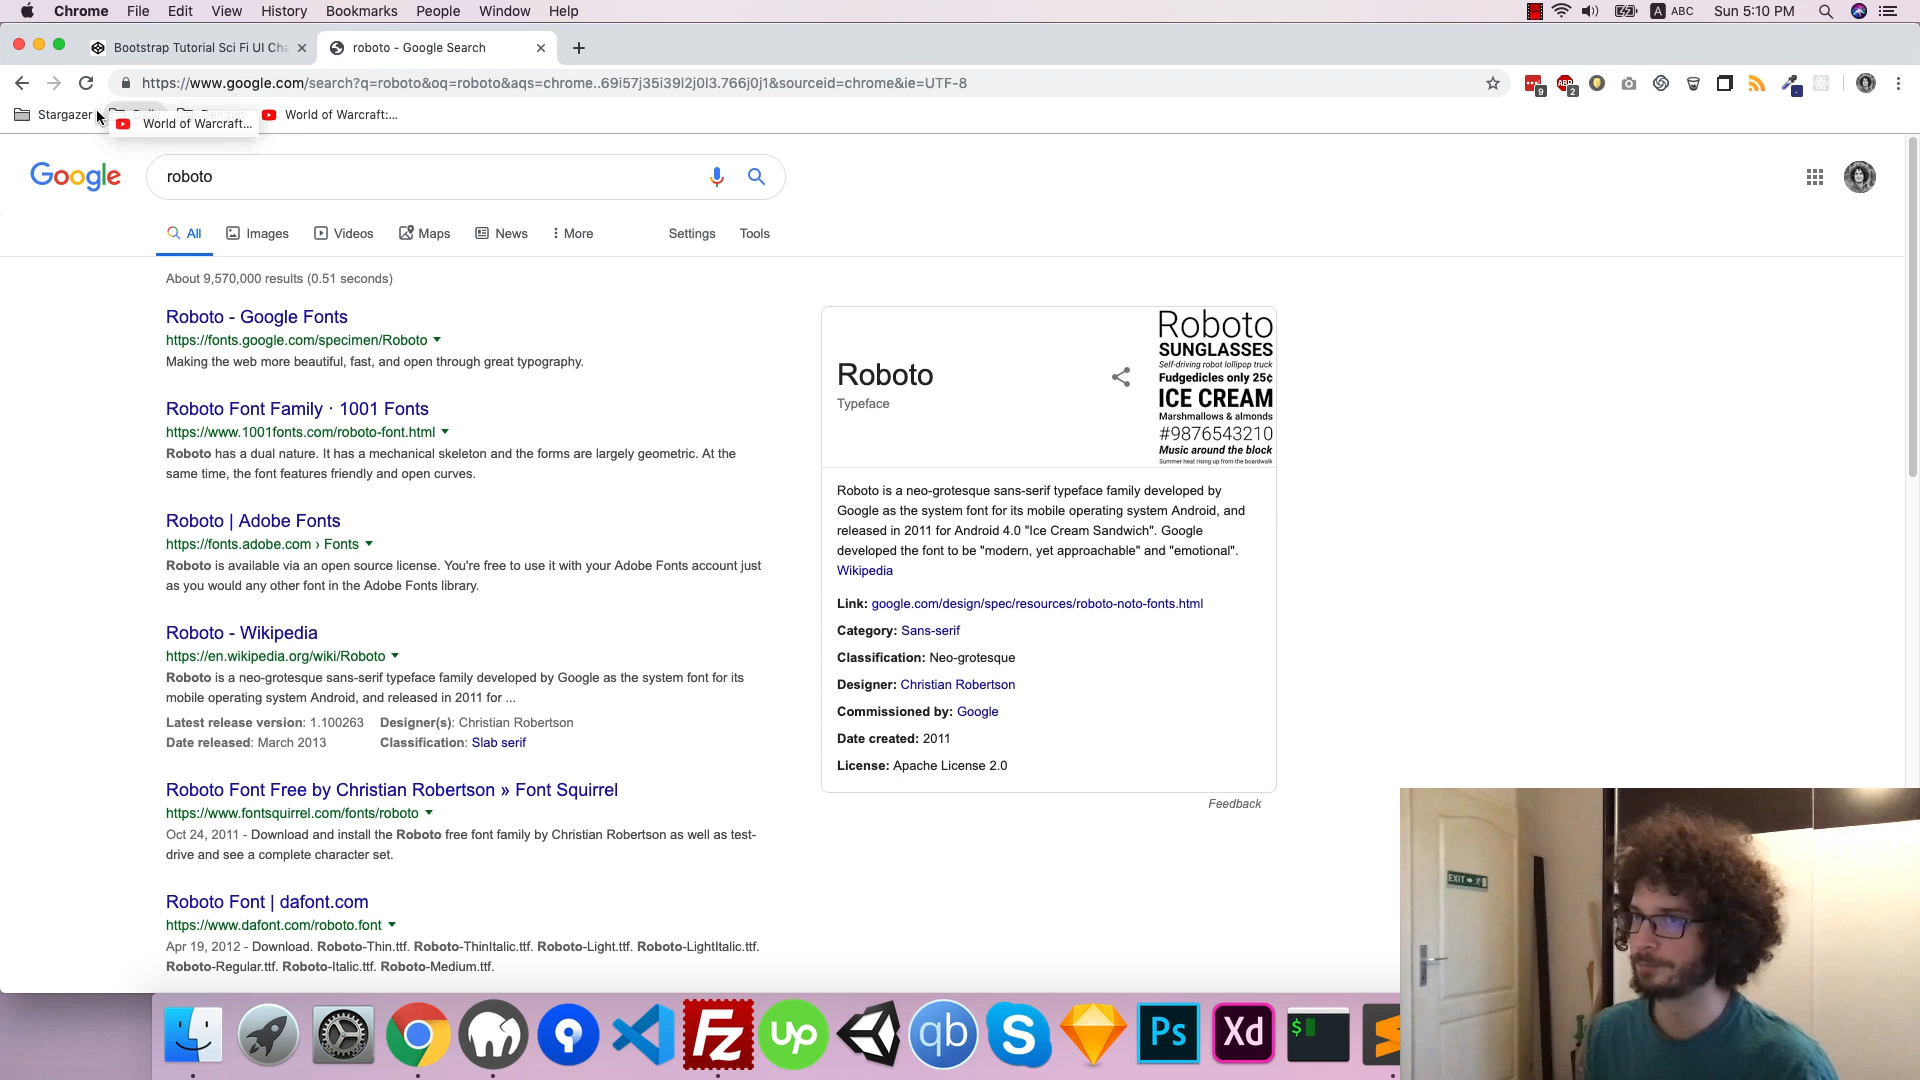 Chrome File Edit View History Bookmarks People Window Help
A ABC Sun 5:10 PM
Bootstrap Tutorial Sci Fi UI Cha
roboto - Google Search
https://www.google.com/search?q=roboto&oq=roboto&aqs=chrome..69i57j35i39l2j0l3.766j0j1&sourceid=chrome&ie=UTF-8
9
ABP
2
Stargazer
World of Warcraft:...
World of Warcraft...
Google
roboto
All Images Videos Maps News More Settings Tools
About 9,570,000 results (0.51 seconds)
Roboto - Google Fonts
https://fonts.google.com/specimen/Roboto
Making the web more beautiful, fast, and open through great typography.
Roboto Font Family · 1001 Fonts
https://www.1001fonts.com/roboto-font.html
Roboto has a dual nature. It has a mechanical skeleton and the forms are largely geometric. At the
same time, the font features friendly and open curves.
Roboto | Adobe Fonts
https://fonts.adobe.com › Fonts
Roboto is available via an open source license. You're free to use it with your Adobe Fonts account just
as you would any other font in the Adobe Fonts library.
Roboto - Wikipedia
https://en.wikipedia.org/wiki/Roboto
Roboto is a neo-grotesque sans-serif typeface family developed by Google as the system font for its
mobile operating system Android, and released in 2011 for ...
Latest release version: 1.100263 Designer(s): Christian Robertson
Date released: March 2013 Classification: Slab serif
Roboto Font Free by Christian Robertson » Font Squirrel
https://www.fontsquirrel.com/fonts/roboto
Oct 24, 2011 - Download and install the Roboto free font family by Christian Robertson as well as test-
drive and see a complete character set.
Roboto Font | dafont.com
https://www.dafont.com/roboto.font
Apr 19, 2012 - Download. Roboto-Thin.ttf. Roboto-ThinItalic.ttf. Roboto-Light.ttf. Roboto-LightItalic.ttf.
Roboto-Regular.ttf. Roboto-Italic.ttf. Roboto-Medium.ttf.
Roboto
Typeface
Roboto
SUNGLASSES
Self-driving robot lollipop truck
Fudgedicles only 25¢
ICE CREAM
Marshmallows & almonds
#9876543210
Music around the block
Summer heat rising up from the boardwalk
Roboto is a neo-grotesque sans-serif typeface family developed by
Google as the system font for its mobile operating system Android, and
released in 2011 for Android 4.0 "Ice Cream Sandwich". Google
developed the font to be "modern, yet approachable" and "emotional".
Wikipedia
Link: google.com/design/spec/resources/roboto-noto-fonts.html
Category: Sans-serif
Classification: Neo-grotesque
Designer: Christian Robertson
Commissioned by: Google
Date created: 2011
License: Apache License 2.0
Feedback
EXIT
Fz up qb S Ps Xd $